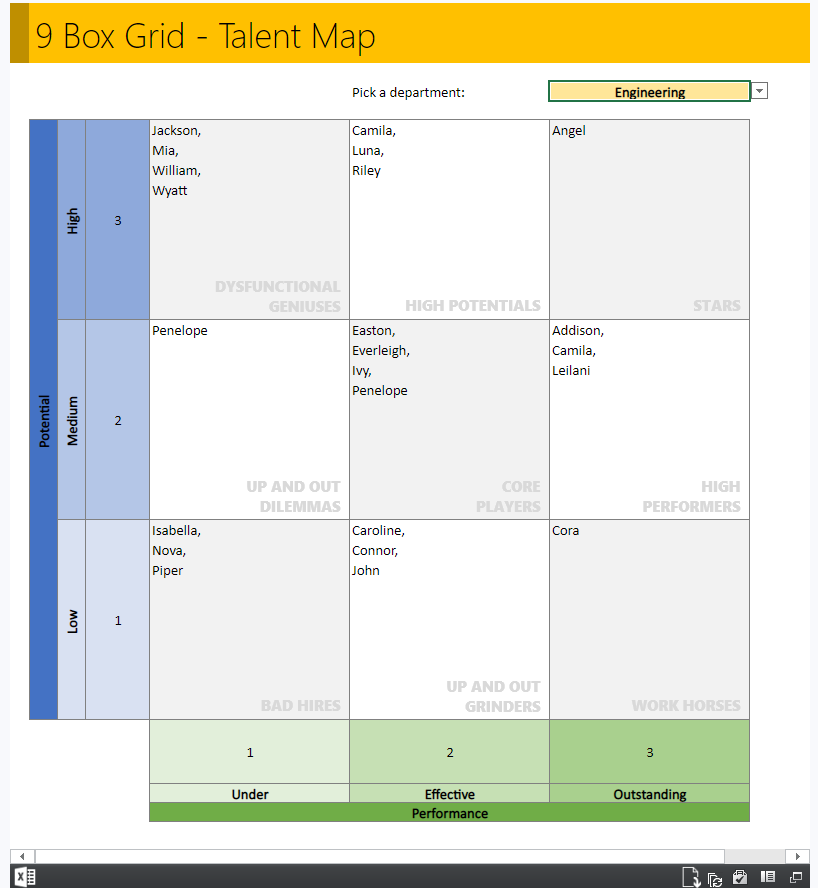 9 Box Grid - Talent Map
Pick a department:
Engineering
Potential
High
3
Jackson,
Mia,
William,
Wyatt
DYSFUNCTIONAL
GENIUSES
Camila,
Luna,
Riley
HIGH POTENTIALS
Angel
STARS
Medium
2
Penelope
UP AND OUT
DILEMMAS
Easton,
Everleigh,
Ivy,
Penelope
CORE
PLAYERS
Addison,
Camila,
Leilani
HIGH
PERFORMERS
Low
1
Isabella,
Nova,
Piper
BAD HIRES
Caroline,
Connor,
John
UP AND OUT
GRINDERS
Cora
WORK HORSES
1
2
3
Under
Effective
Outstanding
Performance